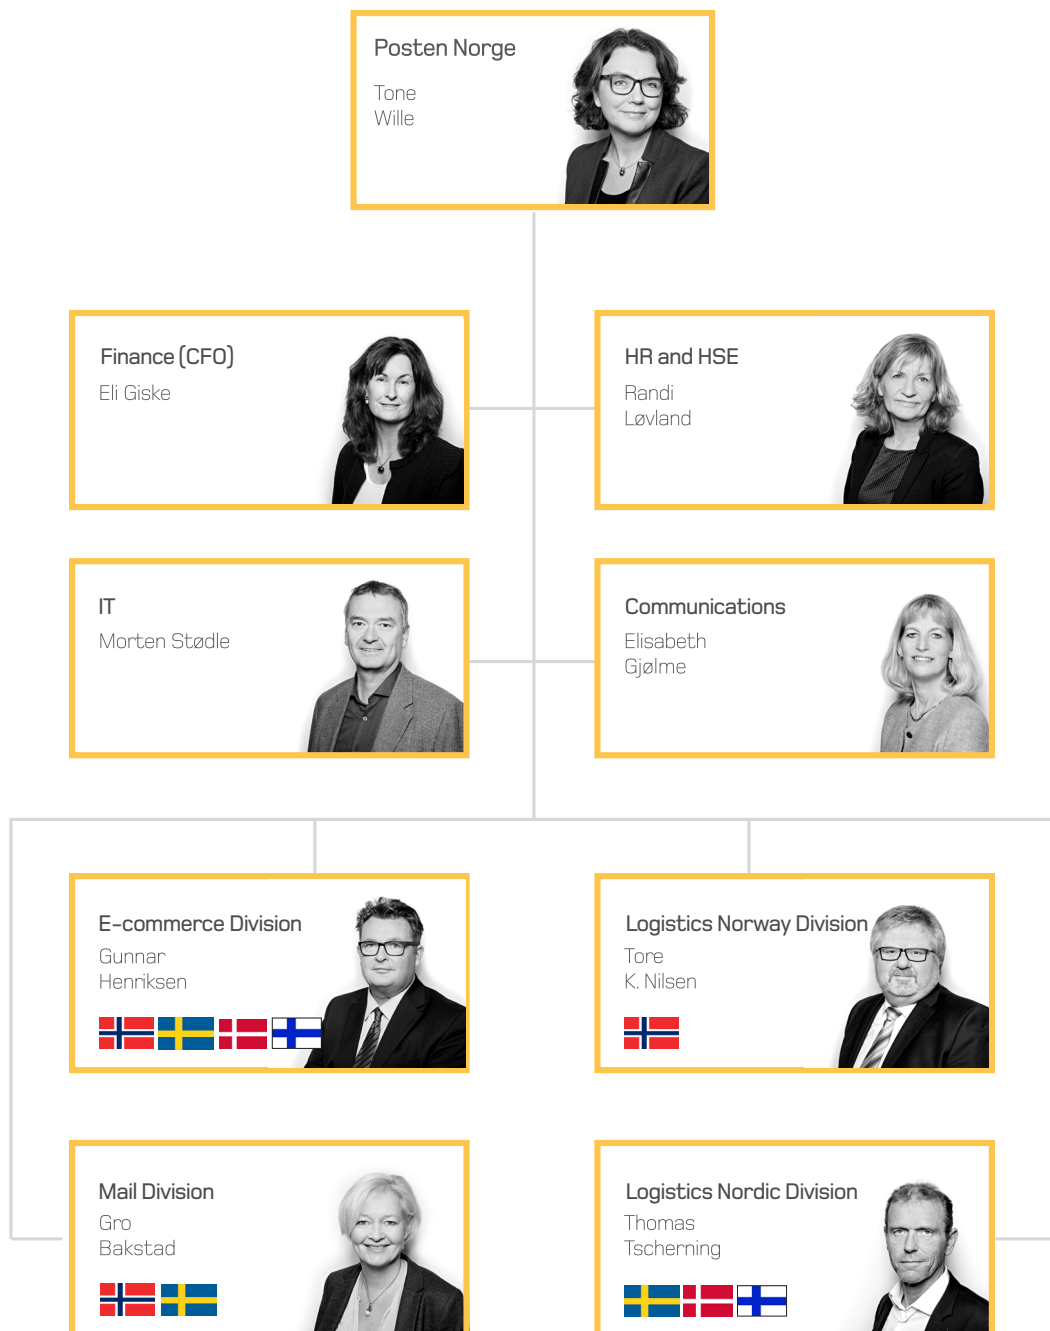 Posten Norge
Tone
Wille
Finance (CFO)
Eli Giske
HR and HSE
Randi
Løvland
IT
Morten Stødle
Communications
Elisabeth
Gjølme
E-commerce Division
Gunnar
Henriksen
Logistics Norway Division
Tore
K. Nilsen
Mail Division
Gro
Bakstad
Logistics Nordic Division
Thomas
Tscherning